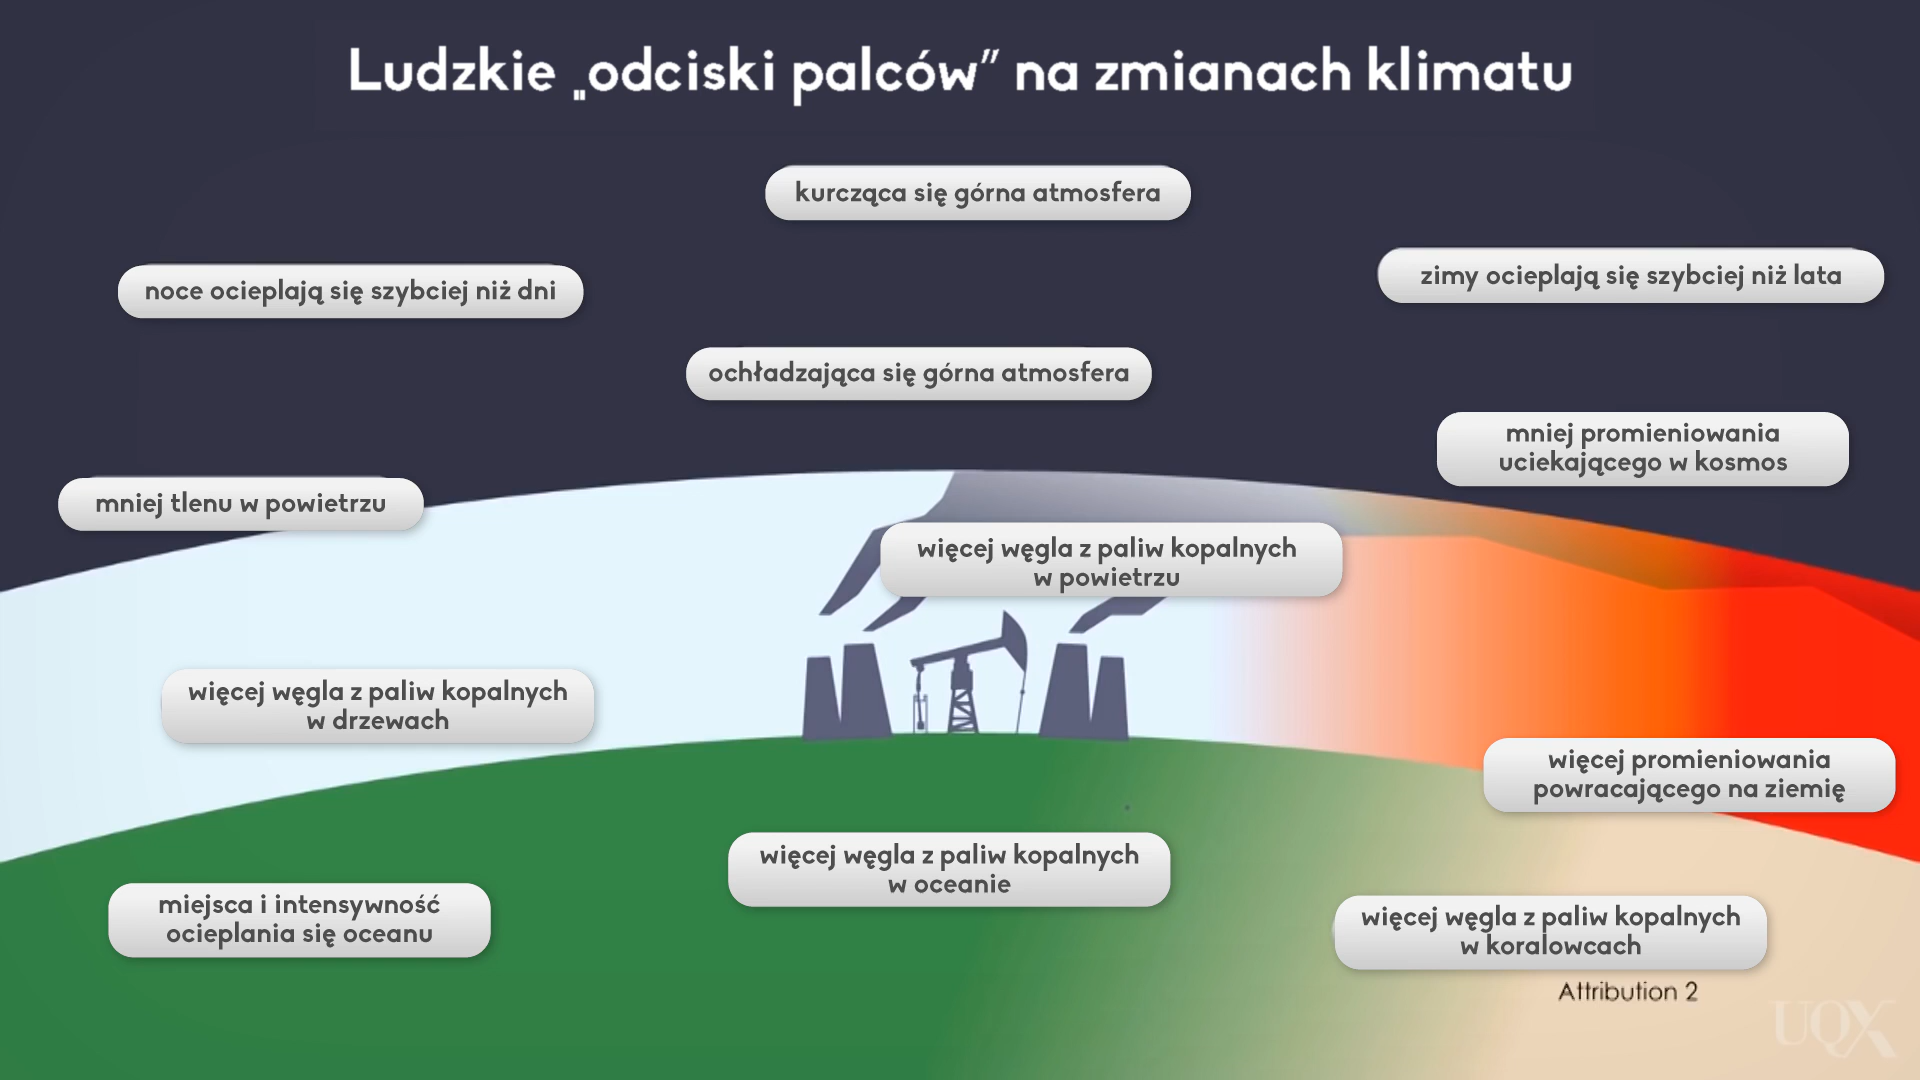 Ludzkie „odciski palców” na zmianach klimatu
kurcząca się górna atmosfera
noce ocieplają się szybciej niż dni
zimy ocieplają się szybciej niż lata
ochładzająca się górna atmosfera
mniej promieniowania
uciekającego w kosmos
mniej tlenu w powietrzu
więcej węgla z paliw kopalnych
w powietrzu
więcej węgla z paliw kopalnych
w drzewach
więcej promieniowania
powracającego na ziemię
więcej węgla z paliw kopalnych
w oceanie
miejsca i intensywność
ocieplania się oceanu
więcej węgla z paliw kopalnych
w koralowcach
Attribution 2
UQX